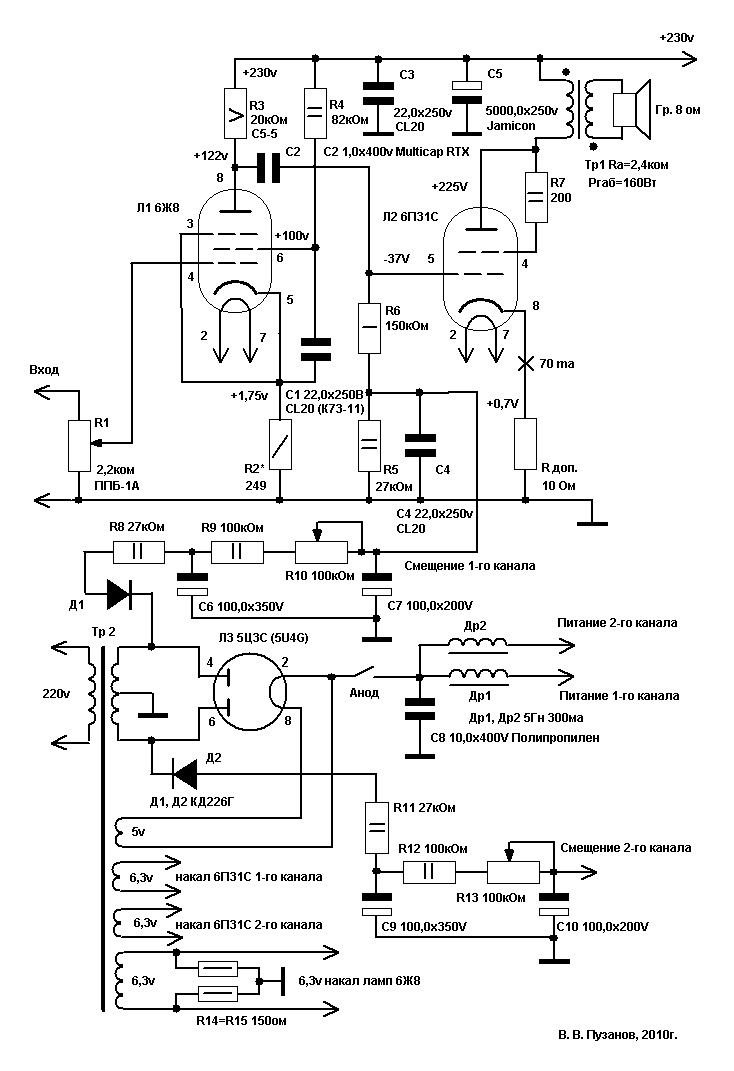 +230v
+230v
R3
20кОм
C5-5
R4
82кОм
C3
22,0x250v
CL20
C5
5000,0x250v
Jamicon
Гр. 8 ом
Тр1 Ra=2,4ком
Ргаб=160Вт
+122v
C2
C2 1,0x400v Multicap RTX
8
Л1 6Ж8
3
+100v
6
4
5
2
7
+225V
R7
200
Л2 6П31С
-37V
5
4
8
2
7
R6
150кОм
70 ma
Вход
R1
2,2ком
ППБ-1А
+1,75v
C1 22,0x250В
CL20 (К73-11)
R2*
249
R5
27кОм
C4
C4 22,0x250v
CL20
+0,7V
R доп.
10 Ом
R8 27кОм
R9 100кОм
R10 100кОм
Смещение 1-го канала
Д1
C6 100,0x350V
C7 100,0x200V
Тр 2
Л3 5Ц3С (5U4G)
220v
4
2
6
8
Анод
Др2
Питание 2-го канала
Др1
Питание 1-го канала
Др1, Др2 5Гн 300ма
C8 10,0x400V Полипропилен
Д2
Д1, Д2 КД226Г
5v
R11 27кОм
R12 100кОм
R13 100кОм
Смещение 2-го канала
6,3v
накал 6П31С 1-го канала
6,3v
накал 6П31С 2-го канала
C9 100,0x350V
C10 100,0x200V
6,3v
6,3v накал ламп 6Ж8
R14=R15 150ом
В. В. Пузанов, 2010г.